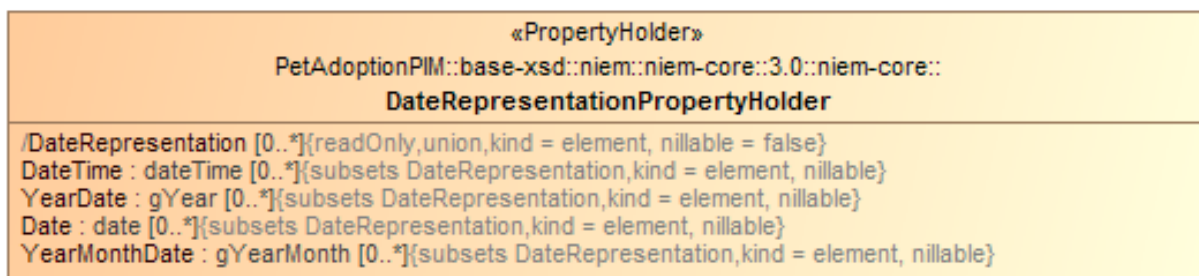 «PropertyHolder»
PetAdoptionPIM::base-xsd::niem::niem-core::3.0::niem-core::
DateRepresentationPropertyHolder
/DateRepresentation [0..*]{readOnly,union,kind = element, nillable = false}
DateTime : dateTime [0..*]{subsets DateRepresentation,kind = element, nillable}
YearDate : gYear [0..*]{subsets DateRepresentation,kind = element, nillable}
Date : date [0..*]{subsets DateRepresentation,kind = element, nillable}
YearMonthDate : gYearMonth [0..*]{subsets DateRepresentation,kind = element, nillable}